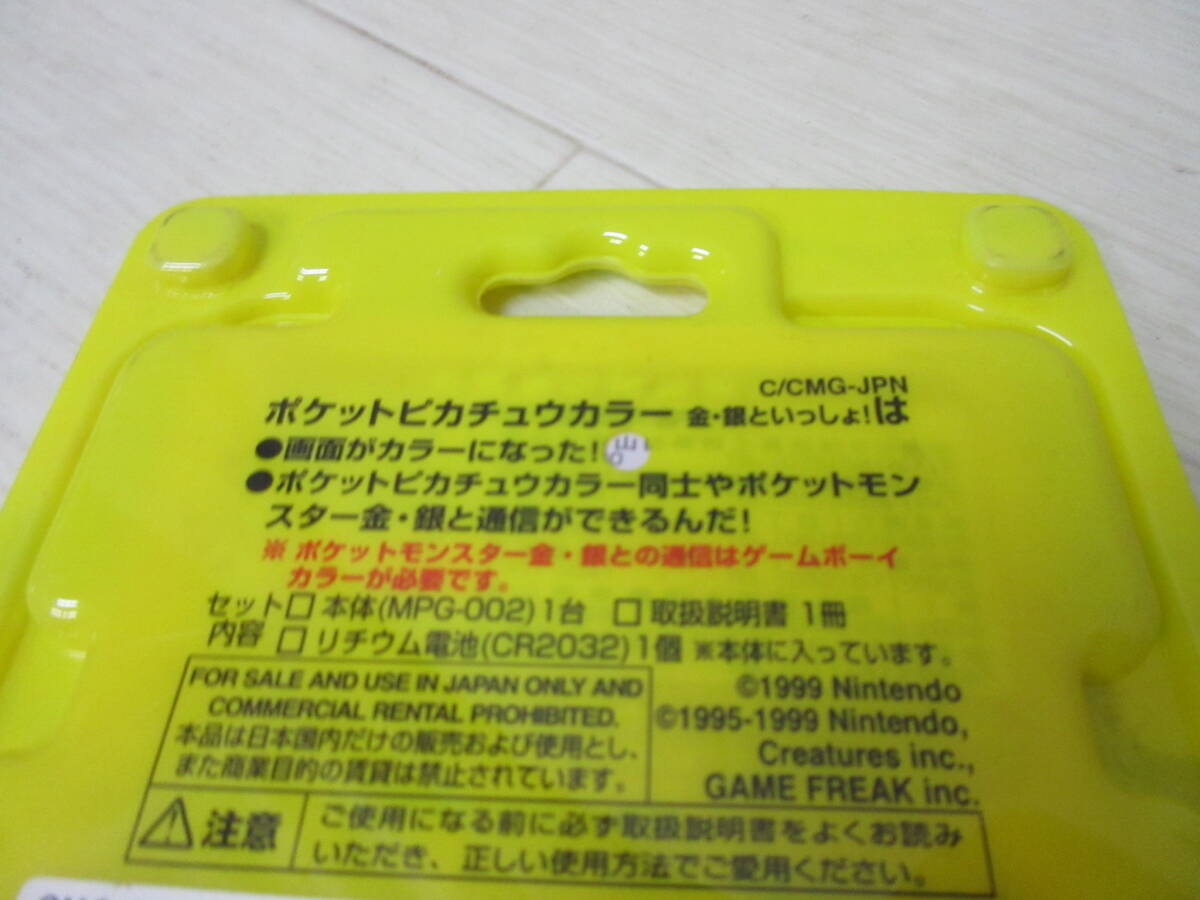 C/CMG-JPN
ポケットピカチュウカラー 金・銀といっしょ!は
●画面がカラーになった!
●ポケットピカチュウカラー同士やポケットモン
スター金・銀と通信ができるんだ!
※ ポケットモンスター金・銀との通信はゲームボーイ
カラーが必要です。
セット □ 本体(MPG-002)1台 □ 取扱説明書 1冊
内容 □ リチウム電池(CR2032)1個 ※本体に入っています。
FOR SALE AND USE IN JAPAN ONLY AND
COMMERCIAL RENTAL PROHIBITED.
本品は日本国内だけの販売および使用とし、
また商業目的の賃貸は禁止されています。
©1999 Nintendo
©1995-1999 Nintendo,
Creatures inc.,
GAME FREAK inc.
⚠ 注意
ご使用になる前に必ず取扱説明書をよくお読み
いただき、正しい使用方法でご愛用ください。